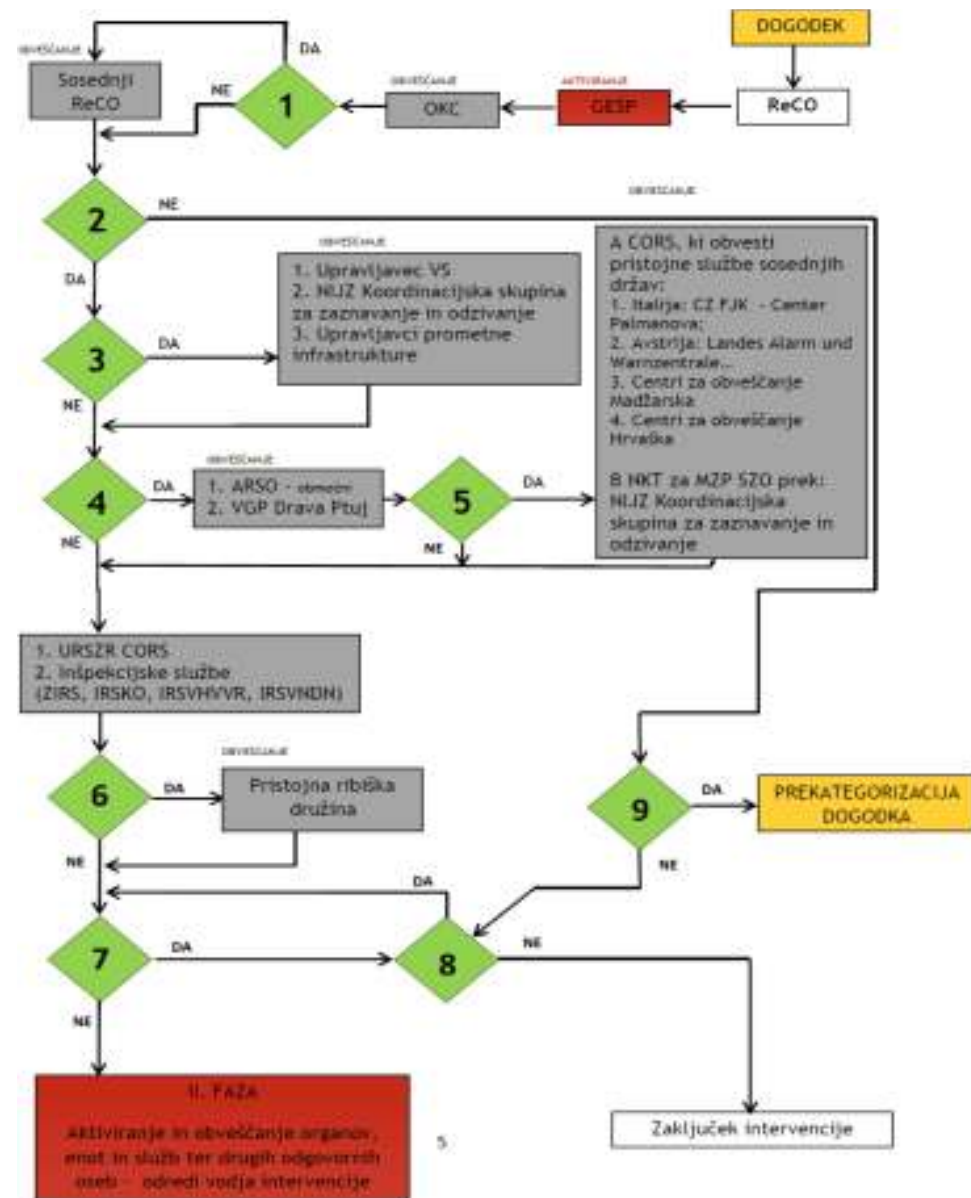 DOGODEK
ReCO
AKTIVIRANJE
GESP
OBVEŠČANJE
OKC
1
DA
NE
OBVEŠČANJE
Sosednji
ReCO
2
NE
DA
OBVEŠČANJE
A CORS, ki obvesti
pristojne službe sosednjih
držav:
1. Italija: CZ FJK - Center
Palmanova;
2. Avstrija: Landes Alarm und
Warnzentrale…
3. Centri za obveščanje
Madžarska
4. Centri za obveščanje
Hrvaška
B NKT za MZP SZO prek:
NIJZ Koordinacijska
skupina za zaznavanje in
odzivanje
OBVEŠČANJE
1. Upravljavec VS
2. NIJZ Koordinacijska skupina
za zaznavanje in odzivanje
3. Upravljavci prometne
infrastrukture
3
DA
NE
4
DA
NE
OBVEŠČANJE
1. ARSO - območni
2. VGP Drava Ptuj
5
DA
NE
1. URSZR CORS
2. Inšpekcijske službe
(ZIRS, IRSKO, IRSVHVVR, IRSVNDN)
6
DA
NE
OBVEŠČANJE
Pristojna ribiška
družina
9
DA
NE
PREKATEGORIZACIJA
DOGODKA
7
DA
NE
8
DA
NE
II. FAZA
Aktiviranje in obveščanje organov,
enot in služb ter drugih odgovornih
oseb - odredi vodja intervencije
5
Zaključek intervencije